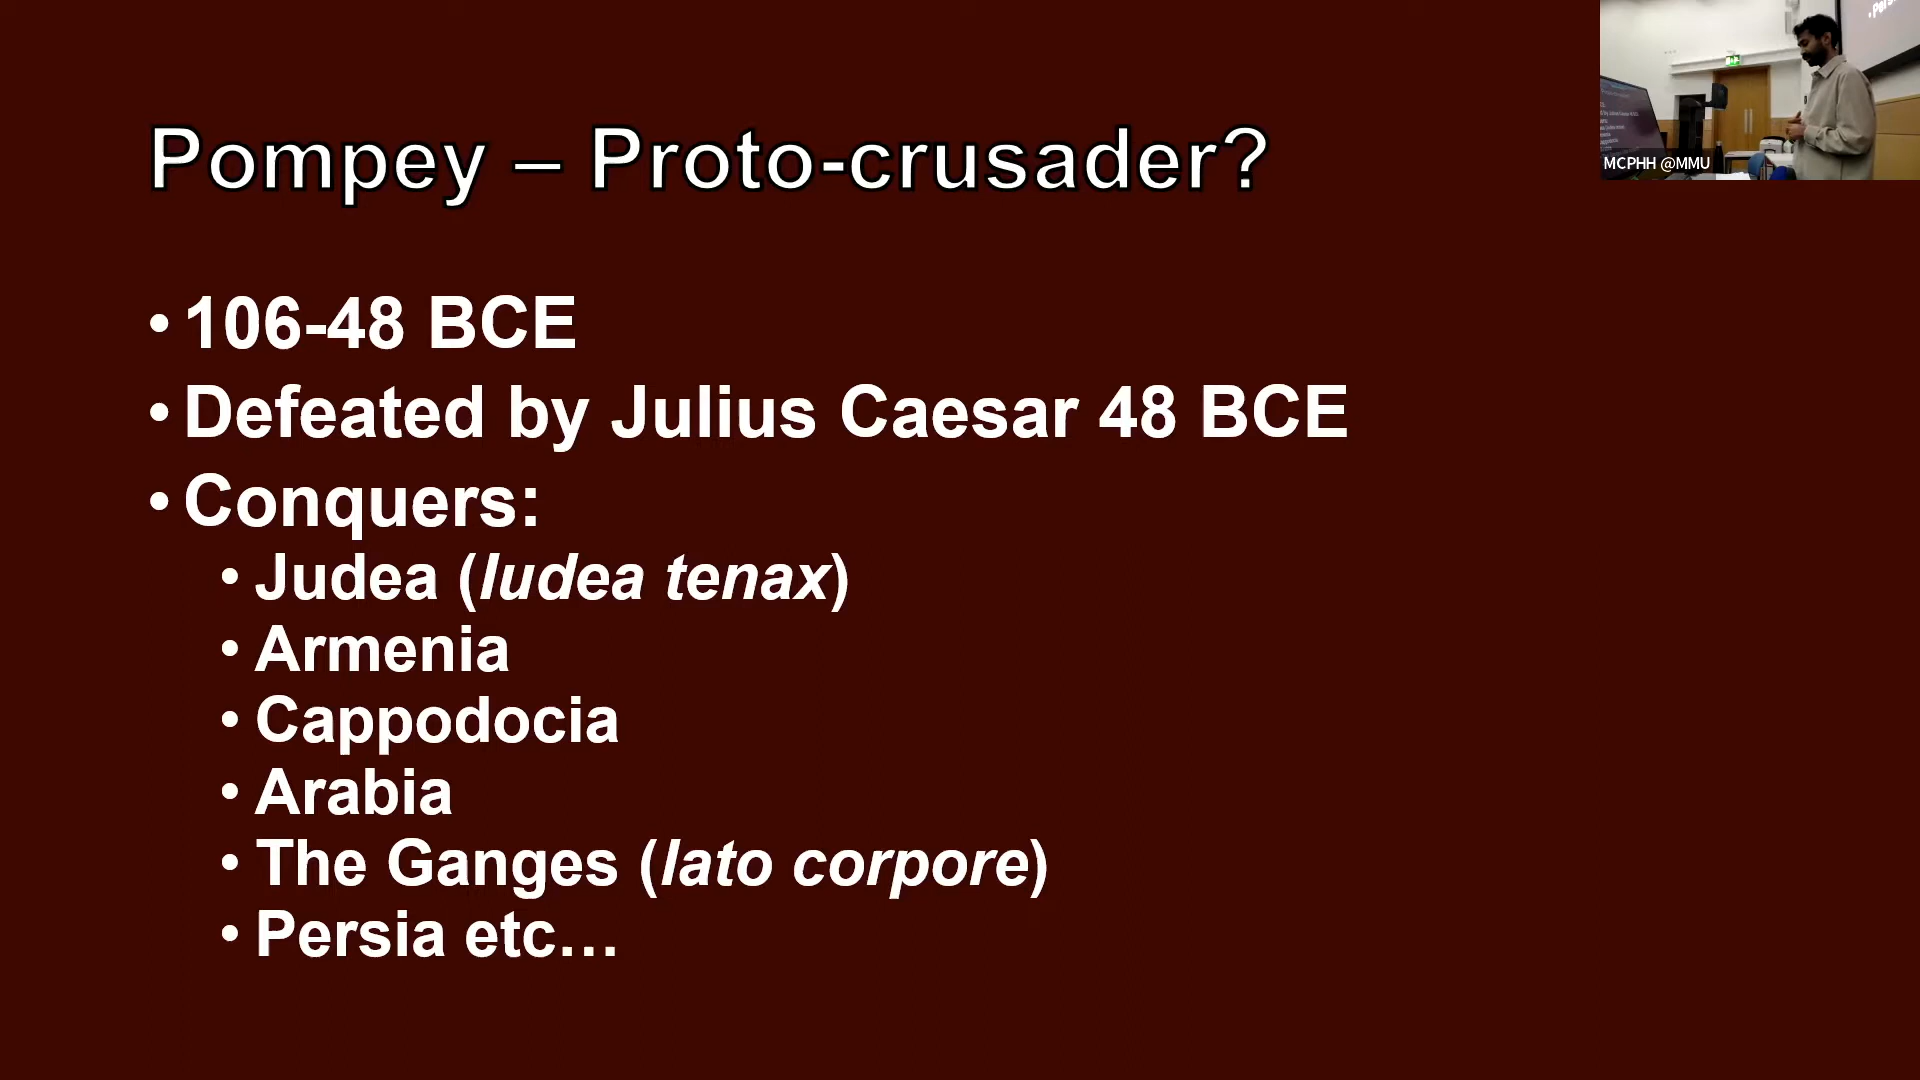 Pompey – Proto-crusader?
• 106-48 BCE
• Defeated by Julius Caesar 48 BCE
• Conquers:
• Judea (Iudea tenax)
• Armenia
• Cappodocia
• Arabia
• The Ganges (lato corpore)
• Persia etc…
MCPHH @MMU